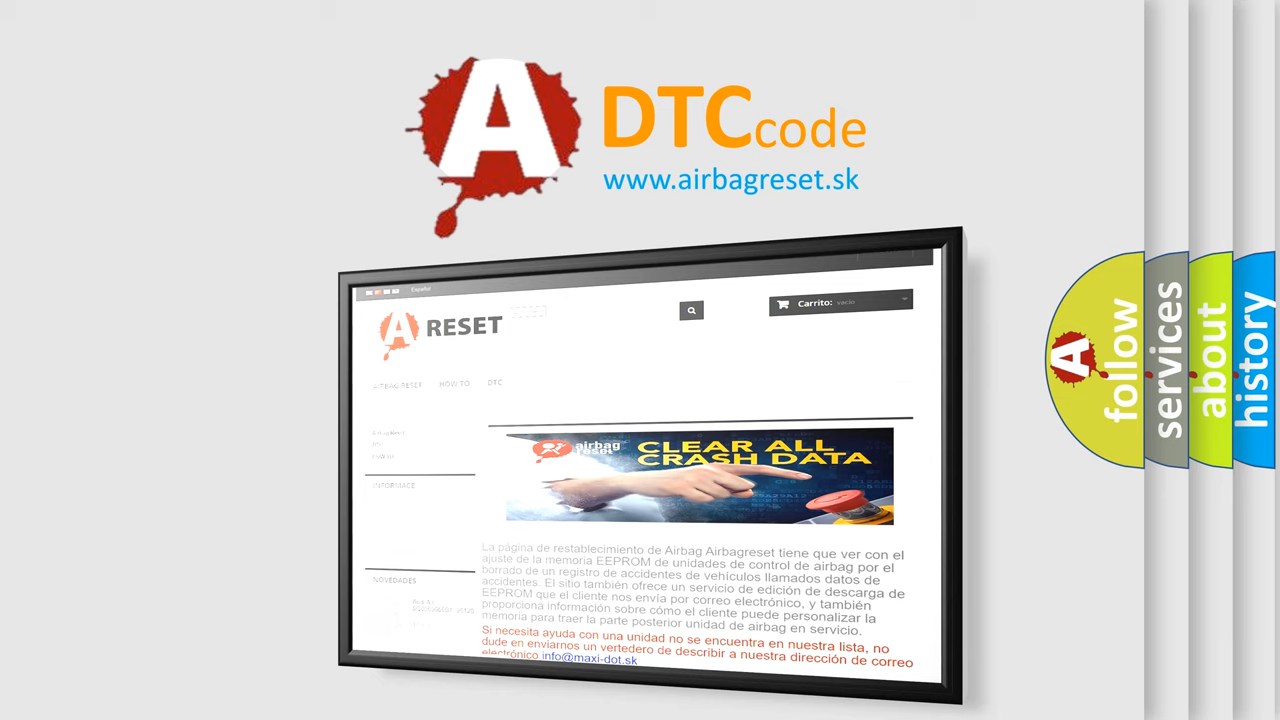 A
DTCcode
www.airbagreset.sk
Español
A RESET
Carrito: vacío
AIRBAG RESET HOW TO DTC
INFORMACE
NOVEDADES
airbag
reset
CLEAR ALL
CRASH DATA
La página de restablecimiento de Airbag Airbagreset tiene que ver con el
ajuste de la memoria EEPROM de unidades de control de airbag por el
borrado de un registro de accidentes de vehículos llamados datos de
accidentes. El sitio también ofrece un servicio de edición de descarga de
EEPROM que el cliente nos envía por correo electrónico, y también
proporciona información sobre cómo el cliente puede personalizar la
memoria para traer la parte posterior unidad de airbag en servicio.
Si necesita ayuda con una unidad no se encuentra en nuestra lista, no
dude en enviarnos un vertedero de describir a nuestra dirección de correo
electrónico info@maxi-dot.sk
A
follow
services
about
history